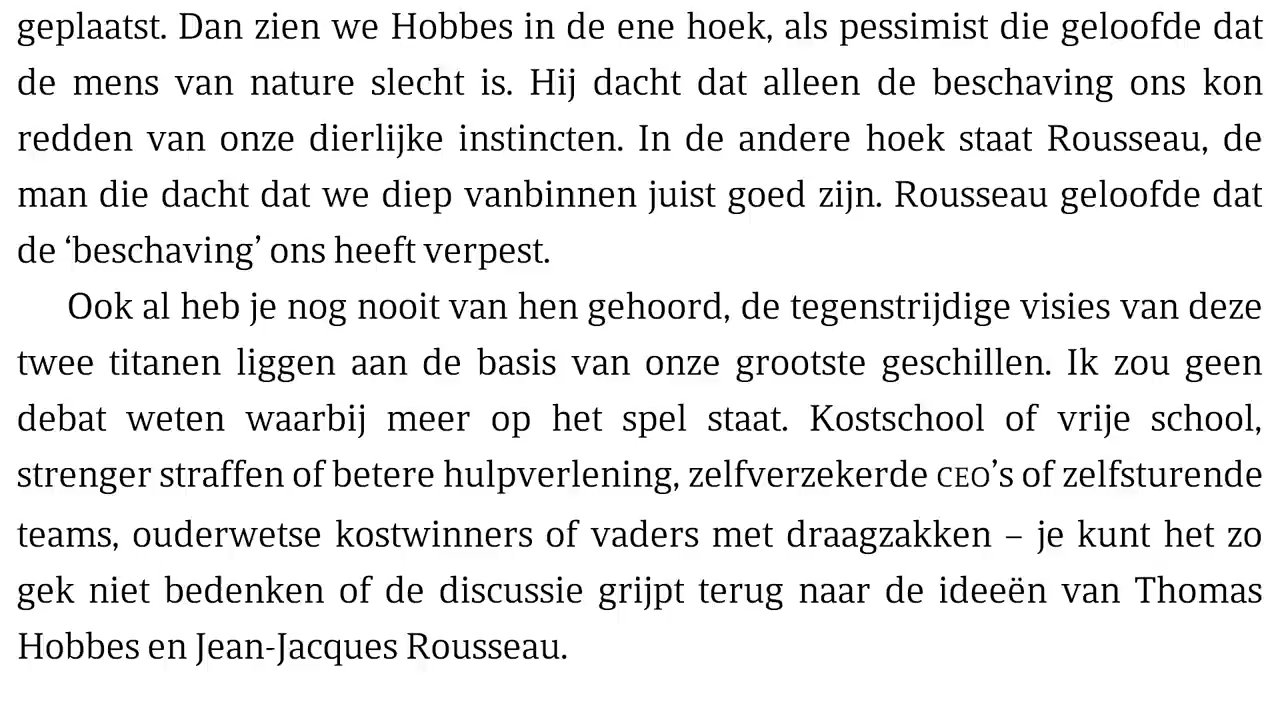 geplaatst. Dan zien we Hobbes in de ene hoek, als pessimist die geloofde dat
de mens van nature slecht is. Hij dacht dat alleen de beschaving ons kon
redden van onze dierlijke instincten. In de andere hoek staat Rousseau, de
man die dacht dat we diep vanbinnen juist goed zijn. Rousseau geloofde dat
de ‘beschaving’ ons heeft verpest.
Ook al heb je nog nooit van hen gehoord, de tegenstrijdige visies van deze
twee titanen liggen aan de basis van onze grootste geschillen. Ik zou geen
debat weten waarbij meer op het spel staat. Kostschool of vrije school,
strenger straffen of betere hulpverlening, zelfverzekerde CEO’s of zelfsturende
teams, ouderwetse kostwinners of vaders met draagzakken – je kunt het zo
gek niet bedenken of de discussie grijpt terug naar de ideeën van Thomas
Hobbes en Jean-Jacques Rousseau.